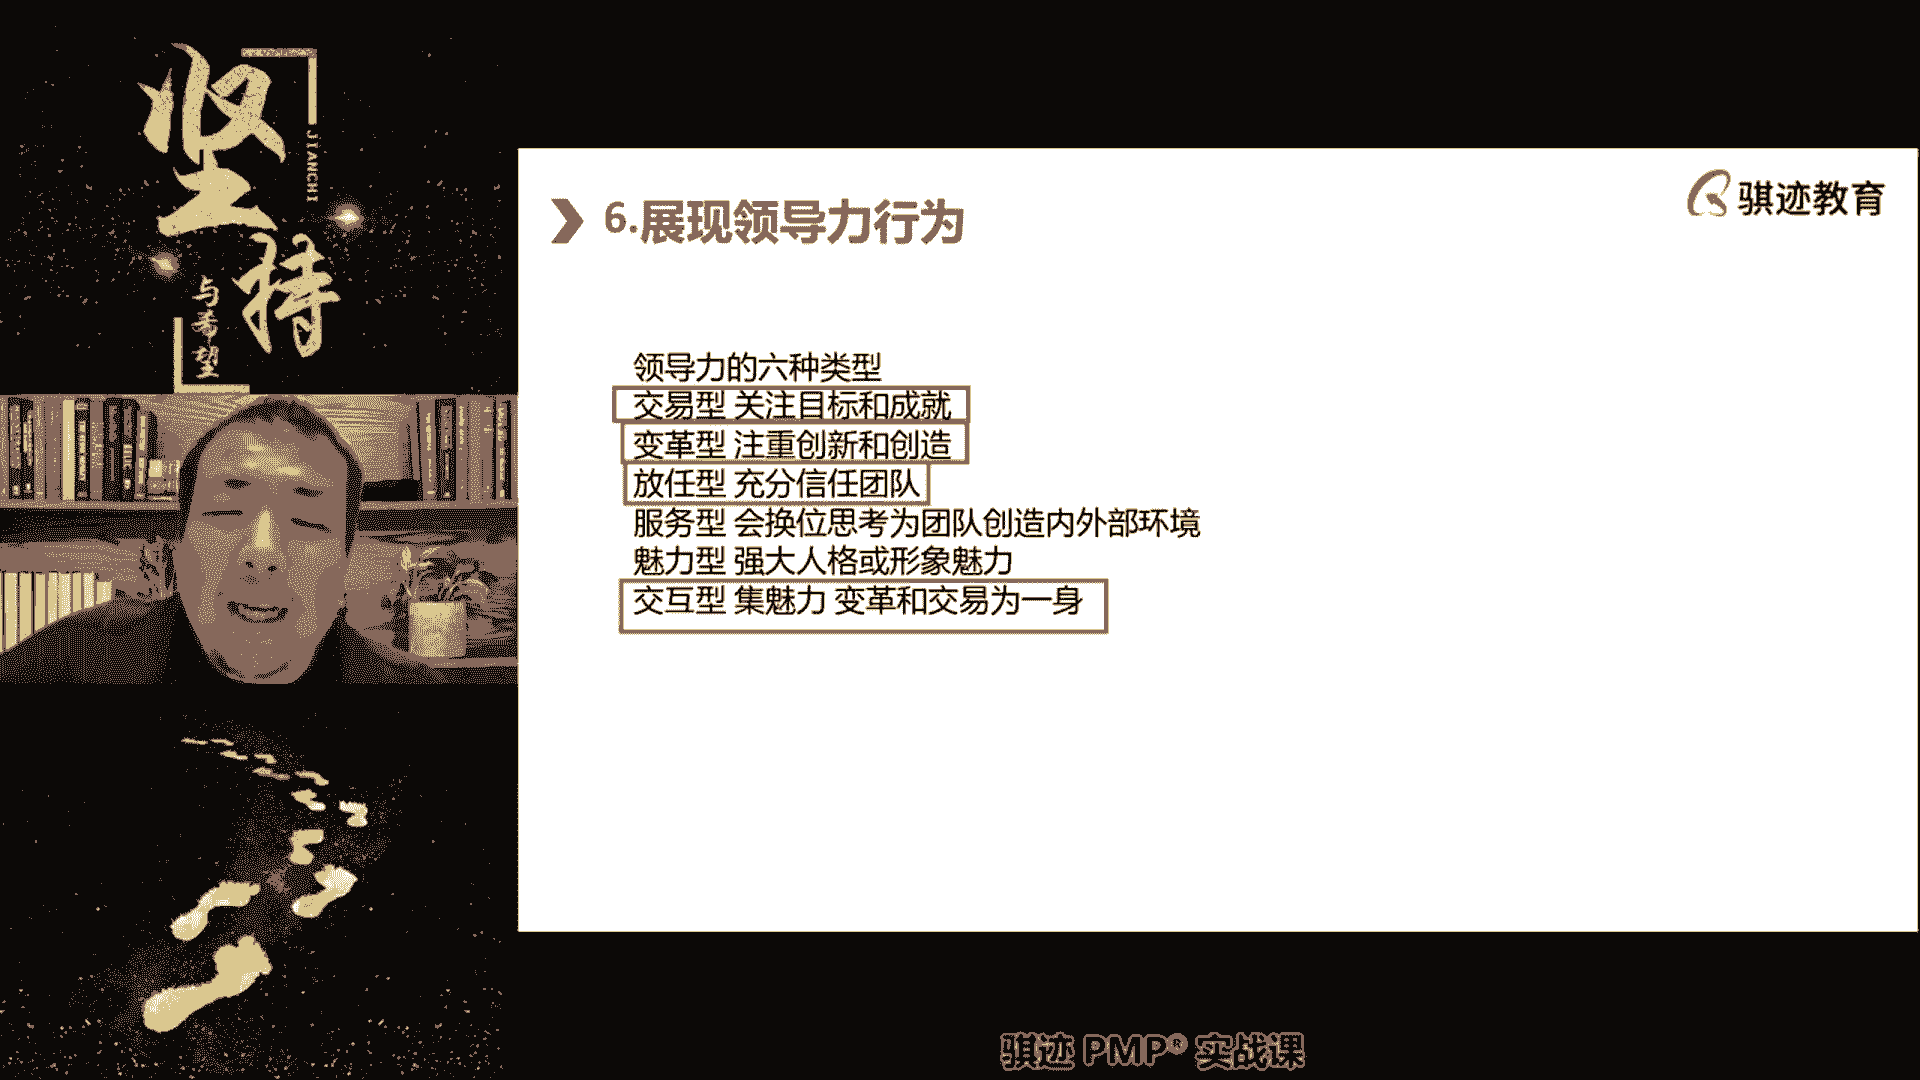 坚持
JIANCHI
与希望
骐迹教育
6.展现领导力行为
领导力的六种类型
交易型 关注目标和成就
变革型 注重创新和创造
放任型 充分信任团队
服务型 会换位思考为团队创造内外部环境
魅力型 强大人格或形象魅力
交互型 集魅力 变革和交易为一身
骐迹 PMP® 实战课